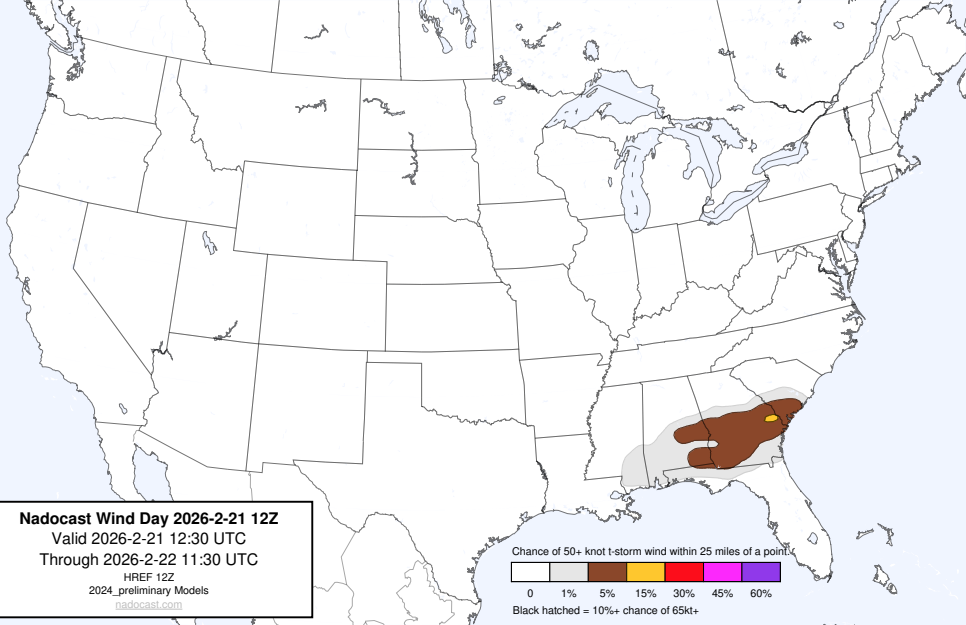 Nadocast Wind Day 2026-2-21 12Z
Valid 2026-2-21 12:30 UTC
Through 2026-2-22 11:30 UTC
HREF 12Z
2024_preliminary Models
nadocast.com
Chance of 50+ knot t-storm wind within 25 miles of a point.
0 1% 5% 15% 30% 45% 60%
Black hatched = 10%+ chance of 65kt+